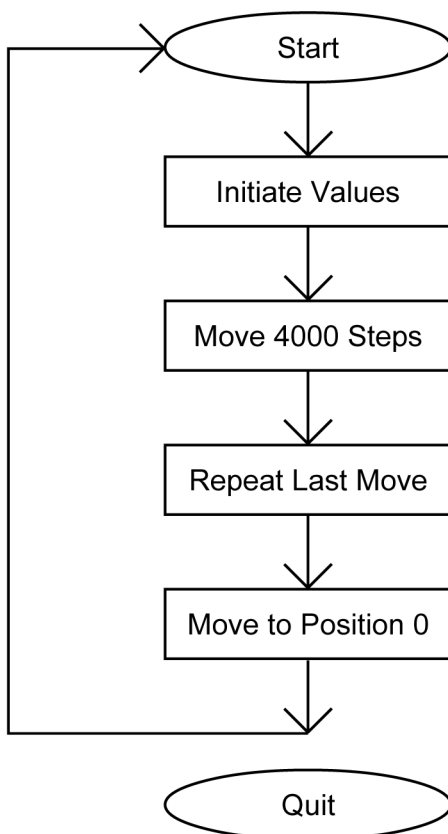 Start
Initiate Values
Move 4000 Steps
Repeat Last Move
Move to Position 0
Quit